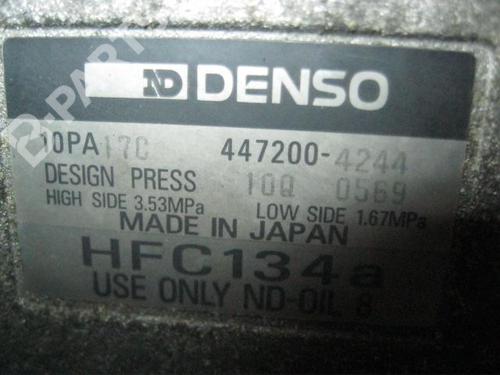 ND DENSO
10PA17C 447200-4244
DESIGN PRESS 10Q 0569
HIGH SIDE 3.53MPa LOW SIDE 1.67MPa
MADE IN JAPAN
HFC134a
USE ONLY ND-OIL 8
B-PARTS